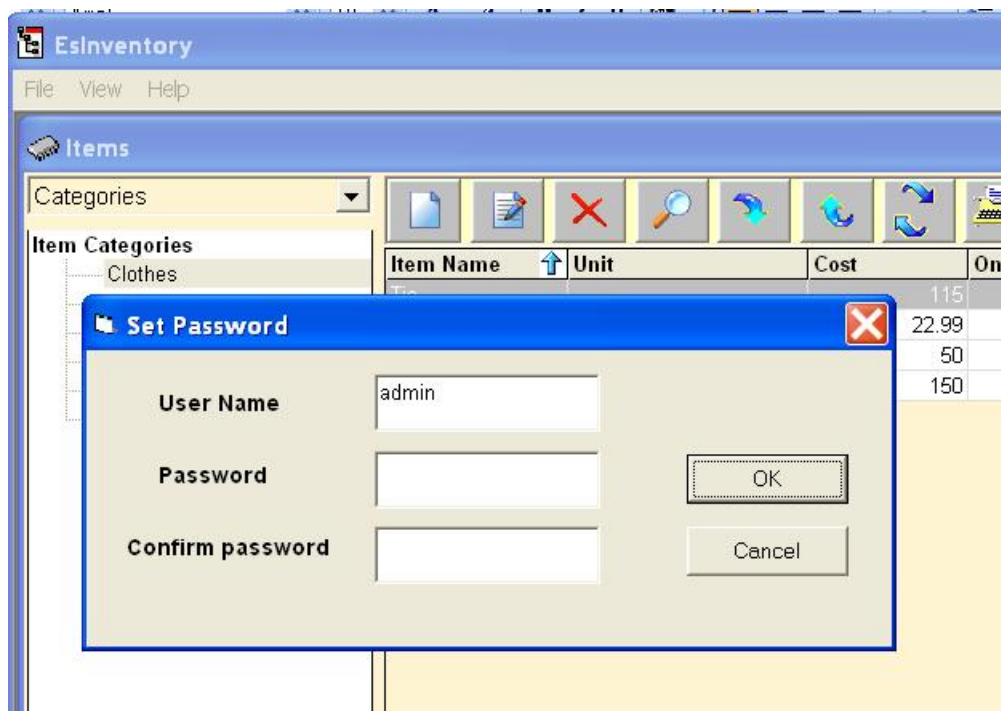 EsInventory
File View Help
Items
Categories
Item Categories
Clothes
Item Name Unit Cost On
Tie 115
22.99
50
150
Set Password
User Name admin
Password
OK
Confirm password
Cancel